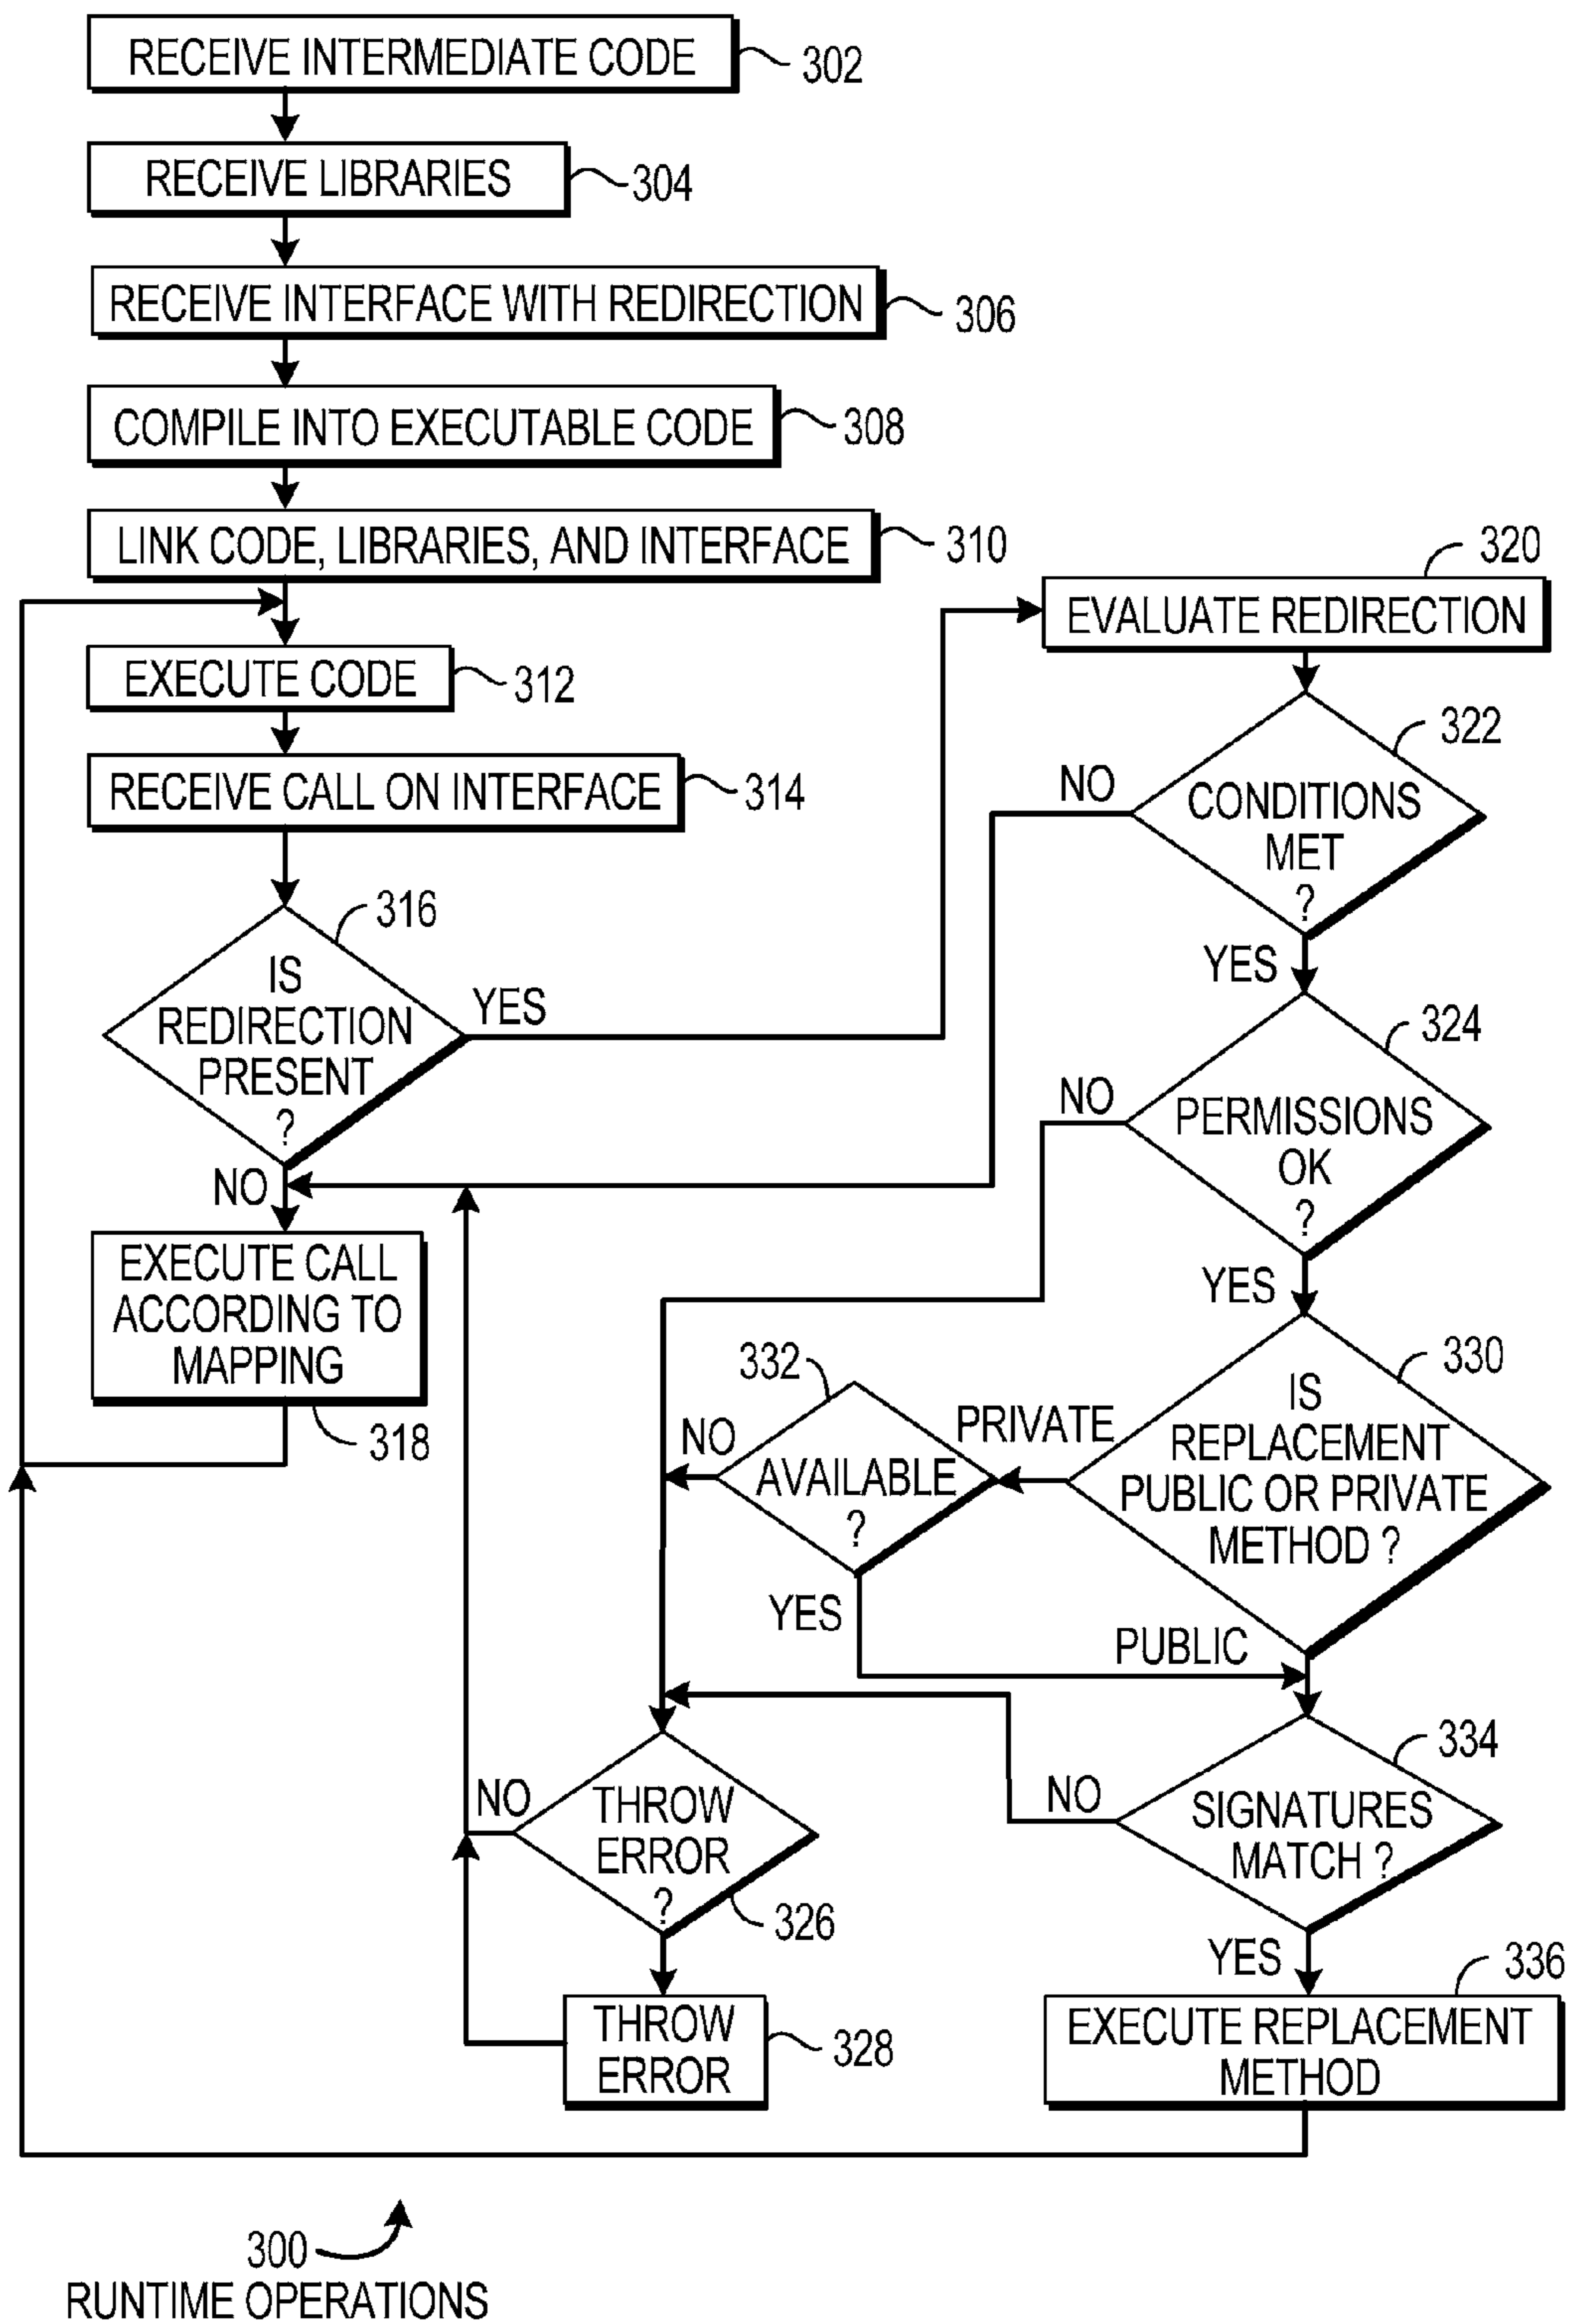 RECEIVE INTERMEDIATE CODE
302
RECEIVE LIBRARIES
304
RECEIVE INTERFACE WITH REDIRECTION
306
COMPILE INTO EXECUTABLE CODE
308
LINK CODE, LIBRARIES, AND INTERFACE
310
EXECUTE CODE
312
RECEIVE CALL ON INTERFACE
314
316
IS
REDIRECTION
PRESENT
?
YES
NO
EXECUTE CALL
ACCORDING TO
MAPPING
318
320
EVALUATE REDIRECTION
322
CONDITIONS
MET
?
NO
YES
324
PERMISSIONS
OK
?
NO
YES
330
IS
REPLACEMENT
PUBLIC OR PRIVATE
METHOD ?
PRIVATE
PUBLIC
332
AVAILABLE
?
NO
YES
334
SIGNATURES
MATCH ?
NO
YES
THROW
ERROR
?
326
NO
THROW
ERROR
328
336
EXECUTE REPLACEMENT
METHOD
300
RUNTIME OPERATIONS